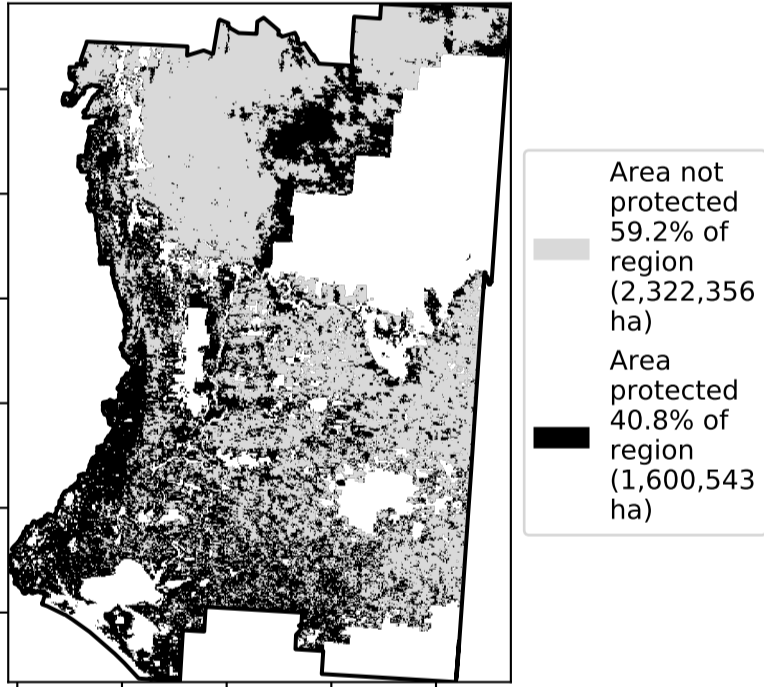 Area not
protected
59.2% of
region
(2,322,356
ha)
Area
protected
40.8% of
region
(1,600,543
ha)